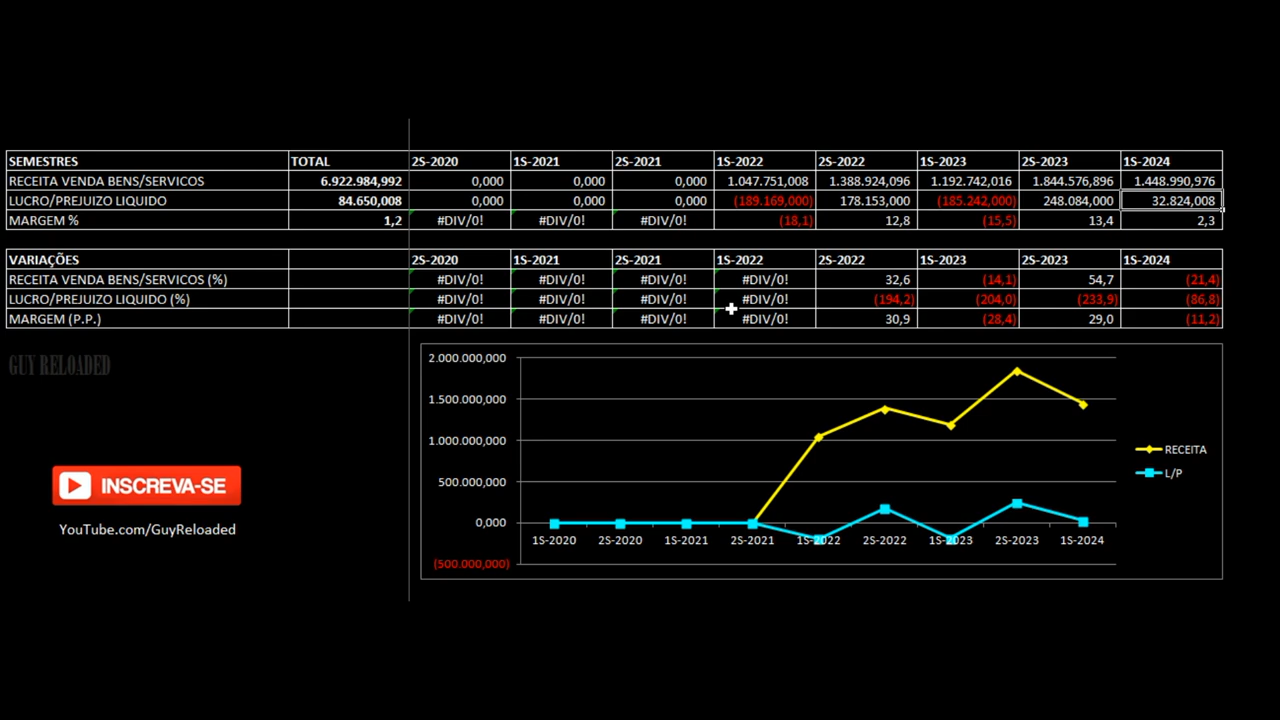 SEMESTRES TOTAL 2S-2020 1S-2021 2S-2021 1S-2022 2S-2022 1S-2023 2S-2023 1S-2024
RECEITA VENDA BENS/SERVICOS 6.922.984,992 0,000 0,000 0,000 1.047.751,008 1.388.924,096 1.192.742,016 1.844.576,896 1.448.990,976
LUCRO/PREJUIZO LIQUIDO 84.650,008 0,000 0,000 0,000 (189.169,000) 178.153,000 (185.242,000) 248.084,000 32.824,008
MARGEM % 1,2 #DIV/0! #DIV/0! #DIV/0! (18,1) 12,8 (15,5) 13,4 2,3
VARIAÇÕES 2S-2020 1S-2021 2S-2021 1S-2022 2S-2022 1S-2023 2S-2023 1S-2024
RECEITA VENDA BENS/SERVICOS (%) #DIV/0! #DIV/0! #DIV/0! #DIV/0! 32,6 (14,1) 54,7 (21,4)
LUCRO/PREJUIZO LIQUIDO (%) #DIV/0! #DIV/0! #DIV/0! #DIV/0! (194,2) (204,0) (233,9) (86,8)
MARGEM (P.P.) #DIV/0! #DIV/0! #DIV/0! #DIV/0! 30,9 (28,4) 29,0 (11,2)
GUY RELOADED
INSCREVA-SE
YouTube.com/GuyReloaded
2.000.000,000
1.500.000,000
1.000.000,000
500.000,000
0,000
(500.000,000)
1S-2020 2S-2020 1S-2021 2S-2021 1S-2022 2S-2022 1S-2023 2S-2023 1S-2024
RECEITA
L/P